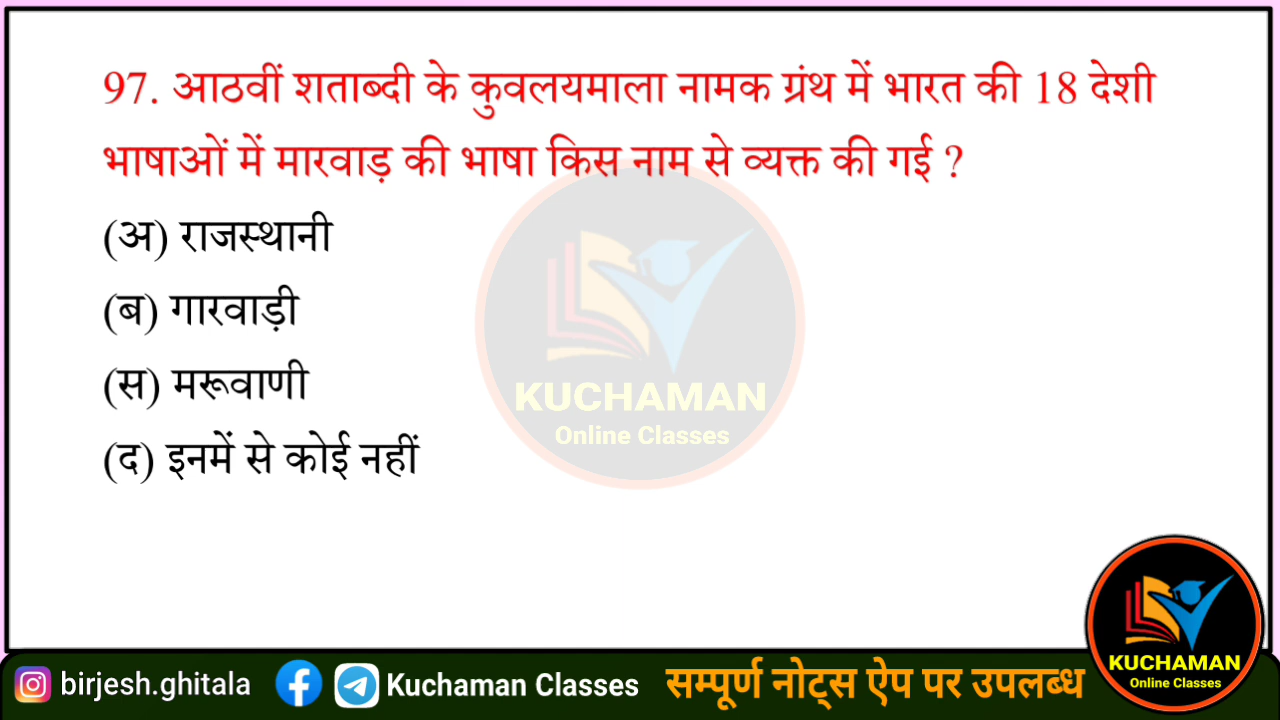 97. आठवीं शताब्दी के कुवलयमाला नामक ग्रंथ में भारत की 18 देशी
भाषाओं में मारवाड़ की भाषा किस नाम से व्यक्त की गई ?
(अ) राजस्थानी
(ब) गारवाड़ी
(स) मरूवाणी
(द) इनमें से कोई नहीं
KUCHAMAN
Online Classes
KUCHAMAN
Online Classes
birjesh.ghitala
Kuchaman Classes
सम्पूर्ण नोट्स ऐप पर उपलब्ध